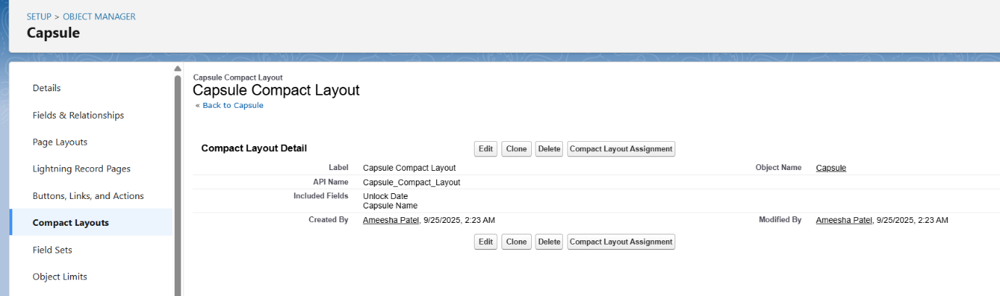 SETUP > OBJECT MANAGER
Capsule
Details
Fields & Relationships
Page Layouts
Lightning Record Pages
Buttons, Links, and Actions
Compact Layouts
Field Sets
Object Limits
Capsule Compact Layout
Capsule Compact Layout
« Back to Capsule
Compact Layout Detail Edit Clone Delete Compact Layout Assignment
Label Capsule Compact Layout Object Name Capsule
API Name Capsule_Compact_Layout
Included Fields Unlock Date
Capsule Name
Created By Ameesha Patel, 9/25/2025, 2:23 AM Modified By Ameesha Patel, 9/25/2025, 2:23 AM
Edit Clone Delete Compact Layout Assignment